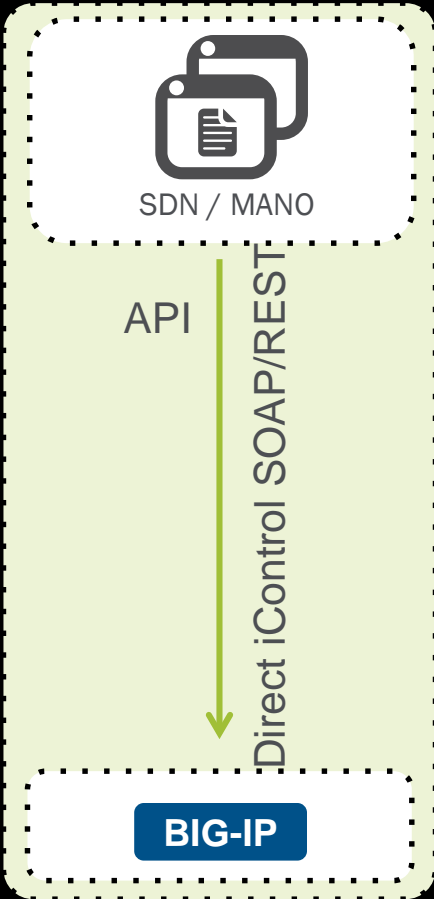 SDN / MANO
API
Direct iControl SOAP/REST
BIG-IP